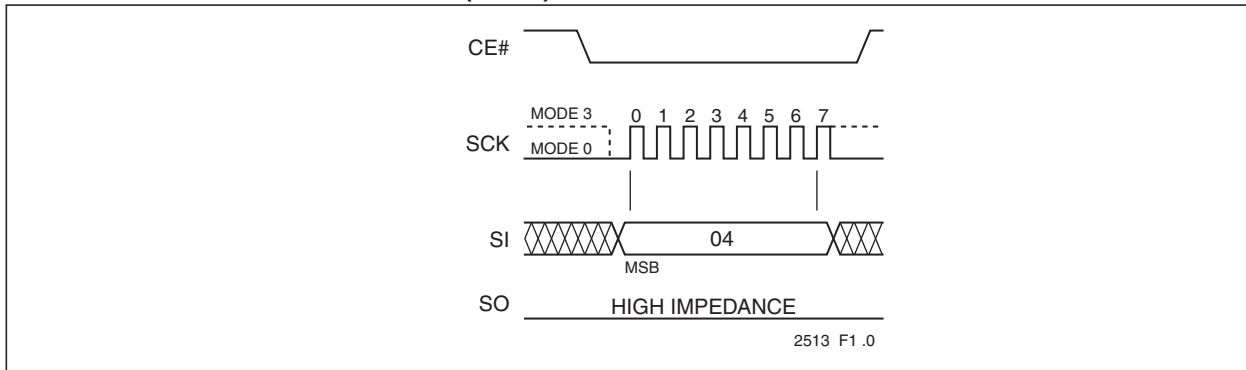 CE#
MODE 3
0 1 2 3 4 5 6 7
SCK
MODE 0
SI
04
MSB
SO
HIGH IMPEDANCE
2513 F1 .0